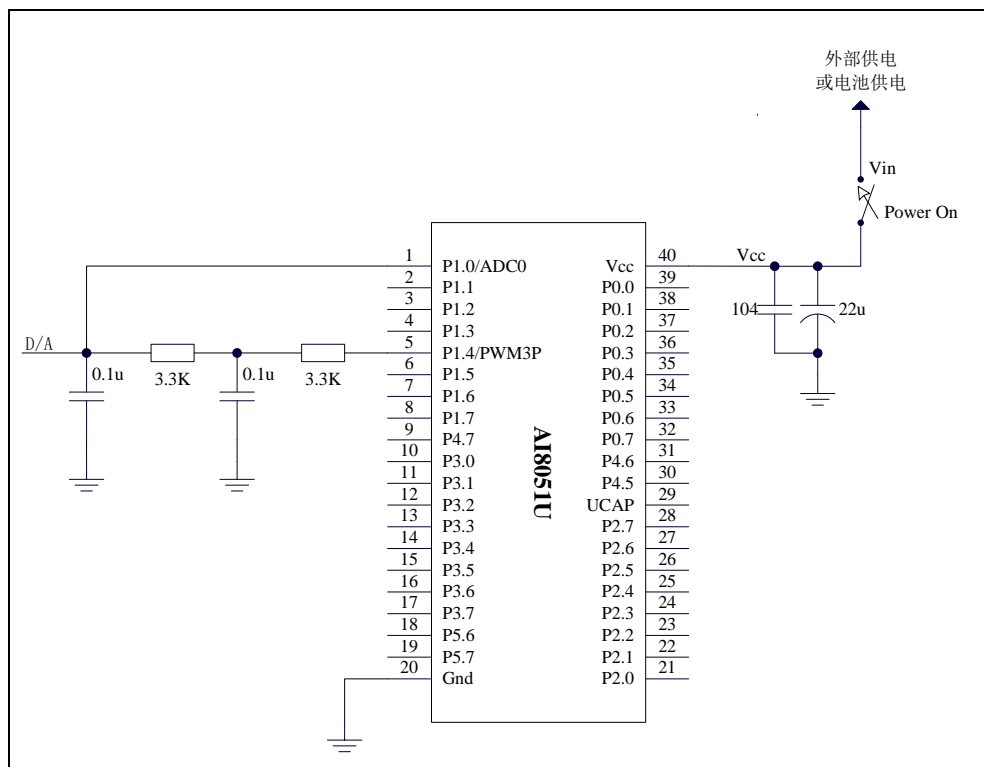 外部供电
或电池供电
Vin
Power On
Vcc
104
22u
D/A
0.1u
3.3K
0.1u
3.3K
AI8051U
1 P1.0/ADC0
2 P1.1
3 P1.2
4 P1.3
5 P1.4/PWM3P
6 P1.5
7 P1.6
8 P1.7
9 P4.7
10 P3.0
11 P3.1
12 P3.2
13 P3.3
14 P3.4
15 P3.5
16 P3.6
17 P3.7
18 P5.6
19 P5.7
20 Gnd
Vcc 40
P0.0 39
P0.1 38
P0.2 37
P0.3 36
P0.4 35
P0.5 34
P0.6 33
P0.7 32
P4.6 31
P4.5 30
UCAP 29
P2.7 28
P2.6 27
P2.5 26
P2.4 25
P2.3 24
P2.2 23
P2.1 22
P2.0 21